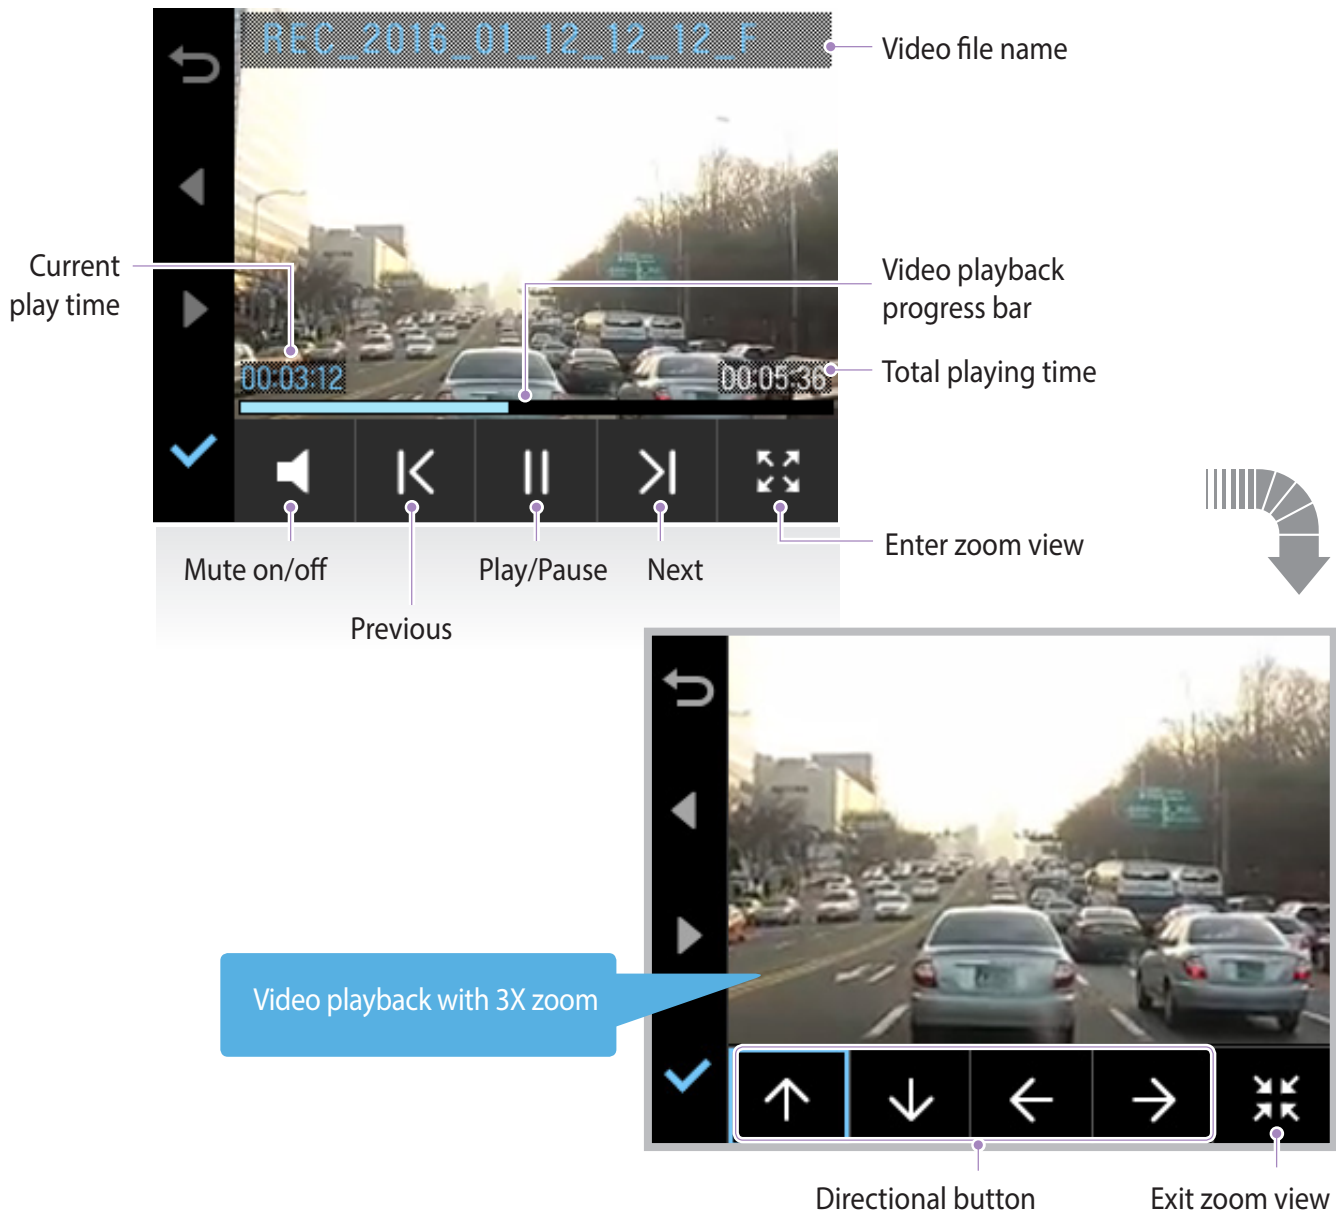 REC_2016_01_12_12_12_F
Video file name
Current
play time
Video playback
progress bar
00:03:12
00:05:36
Total playing time
Enter zoom view
Mute on/off
Play/Pause
Next
Previous
Video playback with 3X zoom
Directional button
Exit zoom view